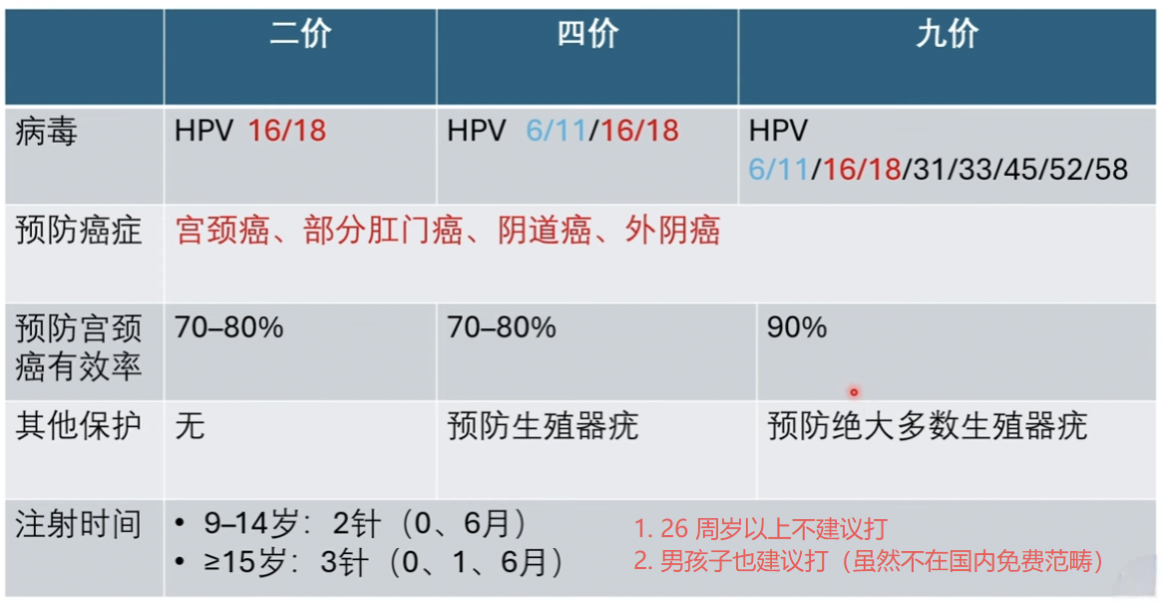 二价
四价
九价
病毒
HPV 16/18
HPV 6/11/16/18
HPV
6/11/16/18/31/33/45/52/58
预防癌症
宫颈癌、部分肛门癌、阴道癌、外阴癌
预防宫颈
癌有效率
70–80%
70–80%
90%
其他保护
无
预防生殖器疣
预防绝大多数生殖器疣
注射时间
• 9–14岁：2针（0、6月）
• ≥15岁：3针（0、1、6月）
1. 26 周岁以上不建议打
2. 男孩子也建议打（虽然不在国内免费范畴）